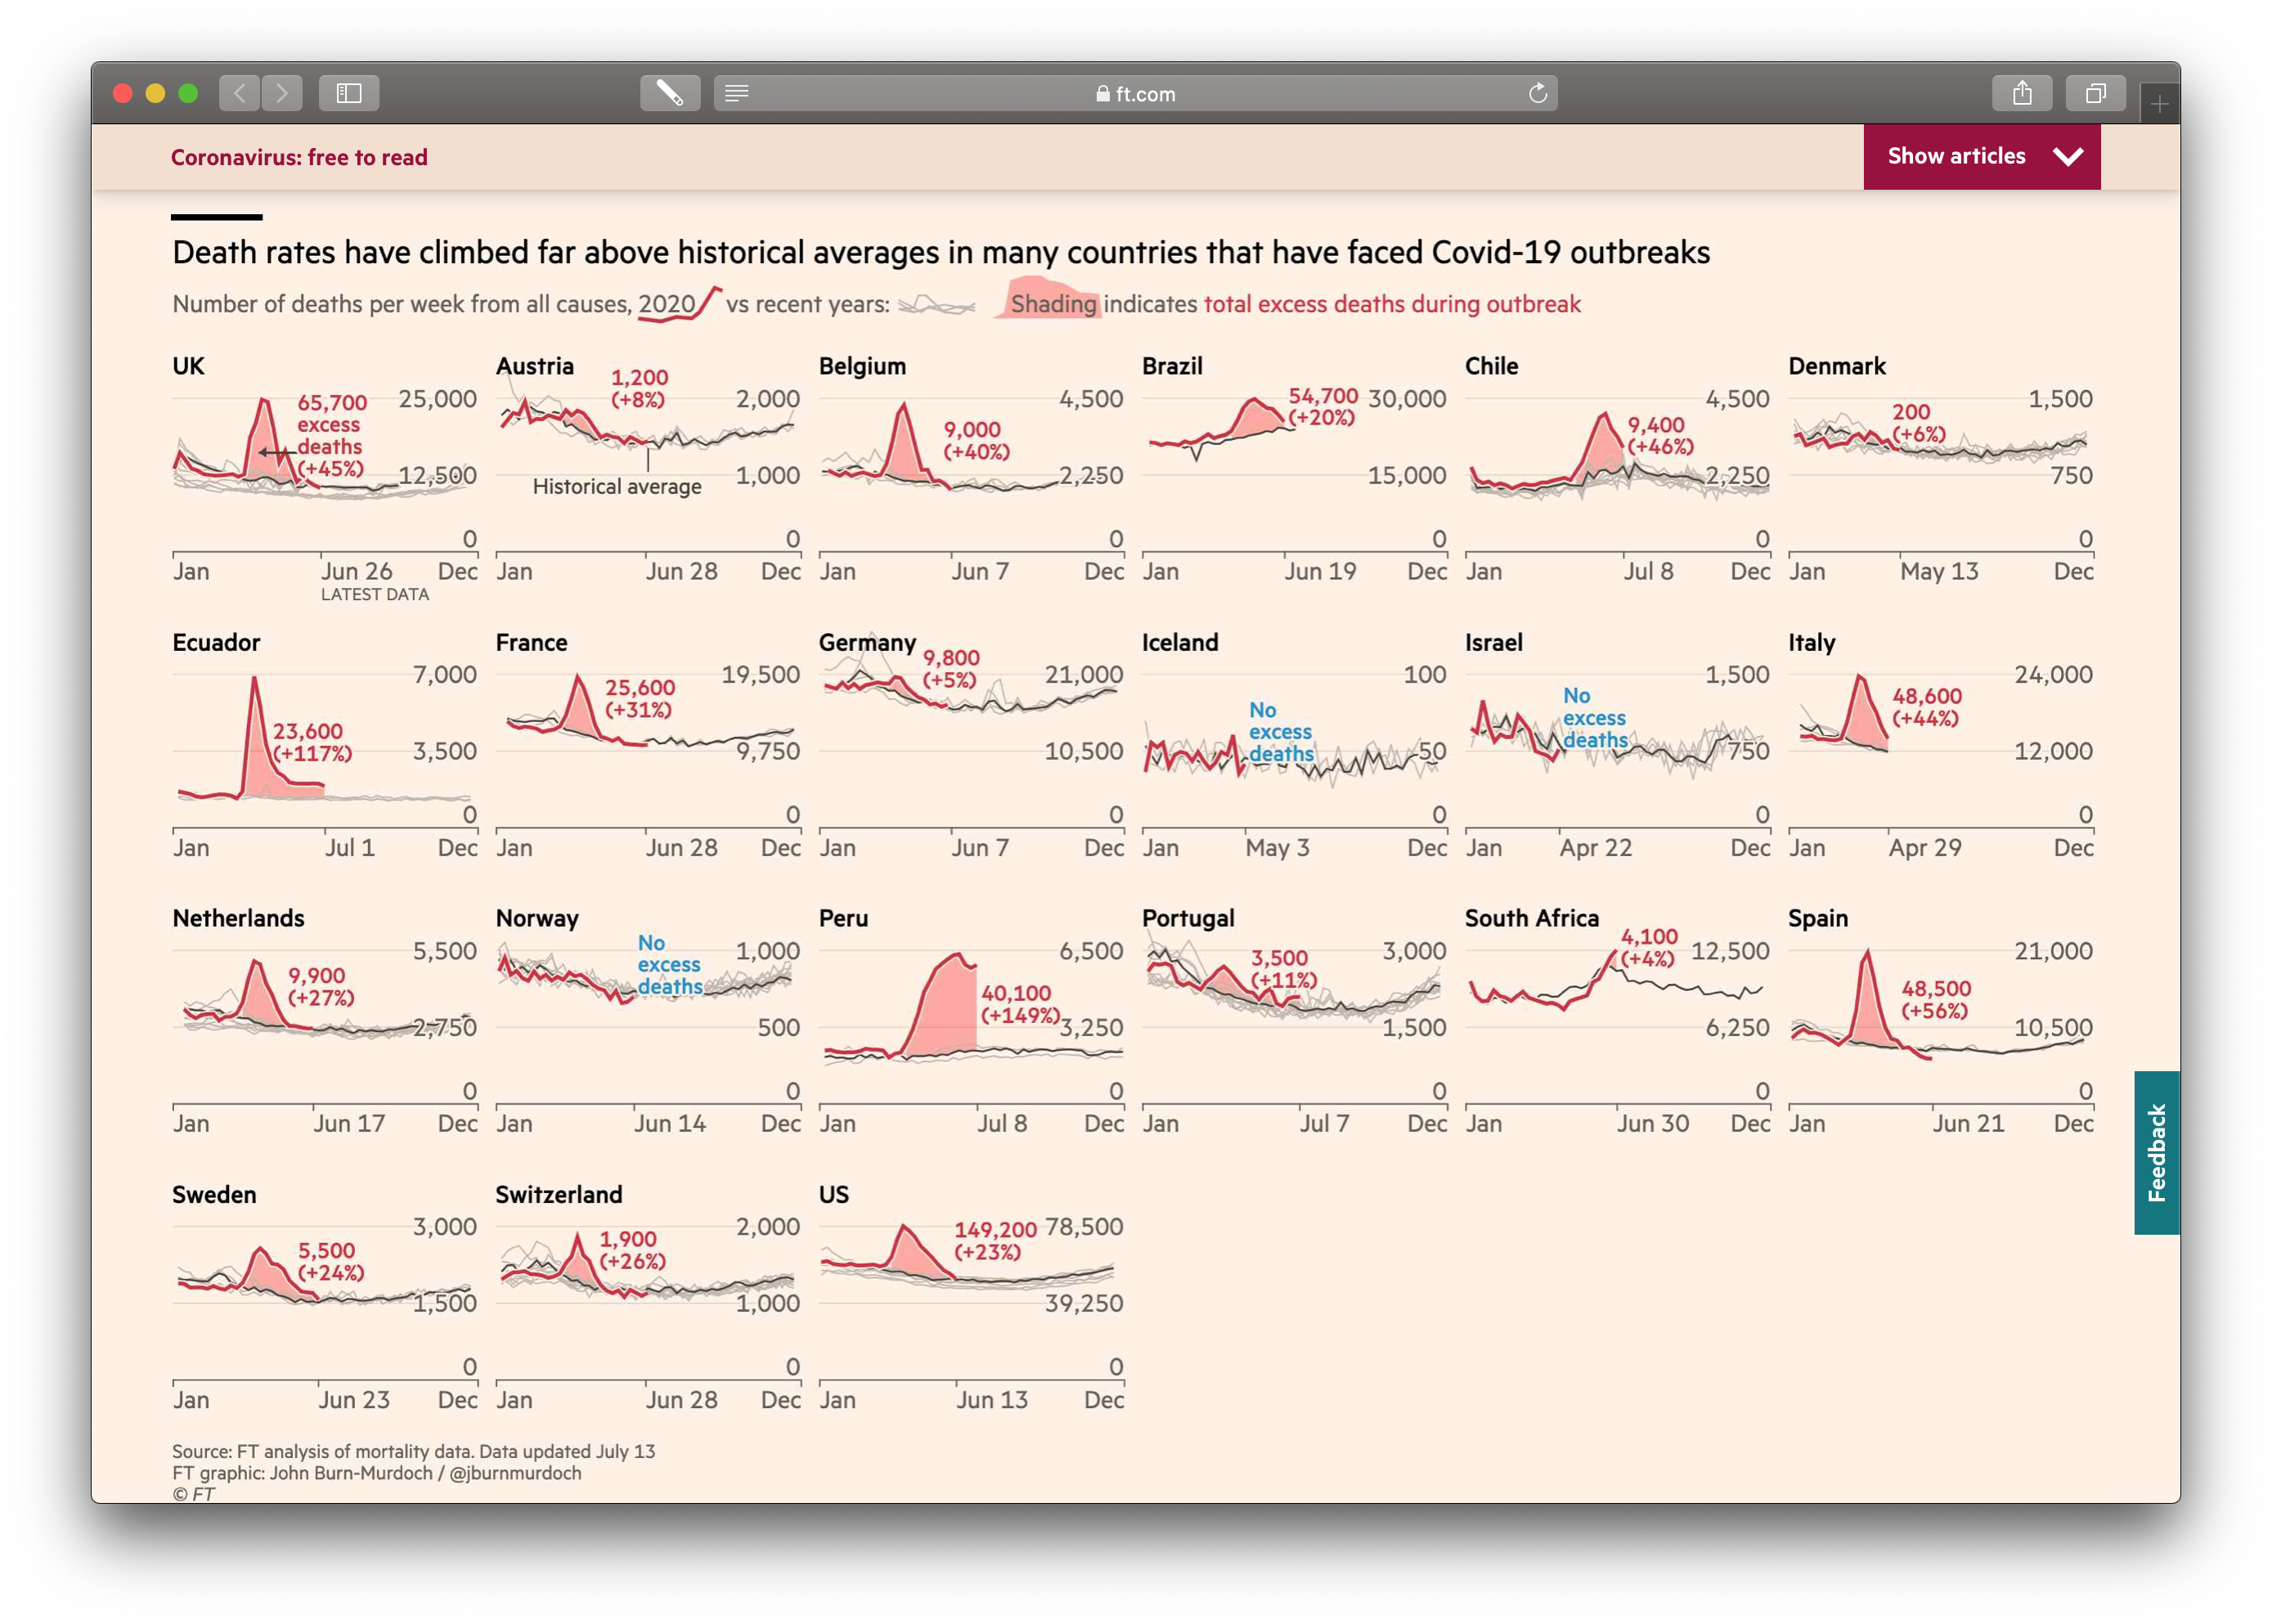 ft.com
Coronavirus: free to read
Show articles
Death rates have climbed far above historical averages in many countries that have faced Covid-19 outbreaks
Number of deaths per week from all causes, 2020 vs recent years: Shading indicates total excess deaths during outbreak
UK
65,700
excess
deaths
(+45%)
25,000
12,500
0
Jan Jun 26 Dec
LATEST DATA
Austria
1,200
(+8%)
2,000
1,000
Historical average
0
Jan Jun 28 Dec
Belgium
9,000
(+40%)
4,500
2,250
0
Jan Jun 7 Dec
Brazil
54,700
(+20%)
30,000
15,000
0
Jan Jun 19 Dec
Chile
9,400
(+46%)
4,500
2,250
0
Jan Jul 8 Dec
Denmark
200
(+6%)
1,500
750
0
Jan May 13 Dec
Ecuador
23,600
(+117%)
7,000
3,500
0
Jan Jul 1 Dec
France
25,600
(+31%)
19,500
9,750
0
Jan Jun 28 Dec
Germany
9,800
(+5%)
21,000
10,500
0
Jan Jun 7 Dec
Iceland
No
excess
deaths
100
50
0
Jan May 3 Dec
Israel
No
excess
deaths
1,500
750
0
Jan Apr 22 Dec
Italy
48,600
(+44%)
24,000
12,000
0
Jan Apr 29 Dec
Netherlands
9,900
(+27%)
5,500
2,750
0
Jan Jun 17 Dec
Norway
No
excess
deaths
1,000
500
0
Jan Jun 14 Dec
Peru
40,100
(+149%)
6,500
3,250
0
Jan Jul 8 Dec
Portugal
3,500
(+11%)
3,000
1,500
0
Jan Jul 7 Dec
South Africa
4,100
(+4%)
12,500
6,250
0
Jan Jun 30 Dec
Spain
48,500
(+56%)
21,000
10,500
0
Jan Jun 21 Dec
Feedback
Sweden
5,500
(+24%)
3,000
1,500
0
Jan Jun 23 Dec
Switzerland
1,900
(+26%)
2,000
1,000
0
Jan Jun 28 Dec
US
149,200
(+23%)
78,500
39,250
0
Jan Jun 13 Dec
Source: FT analysis of mortality data. Data updated July 13
FT graphic: John Burn-Murdoch / @jburnmurdoch
© FT